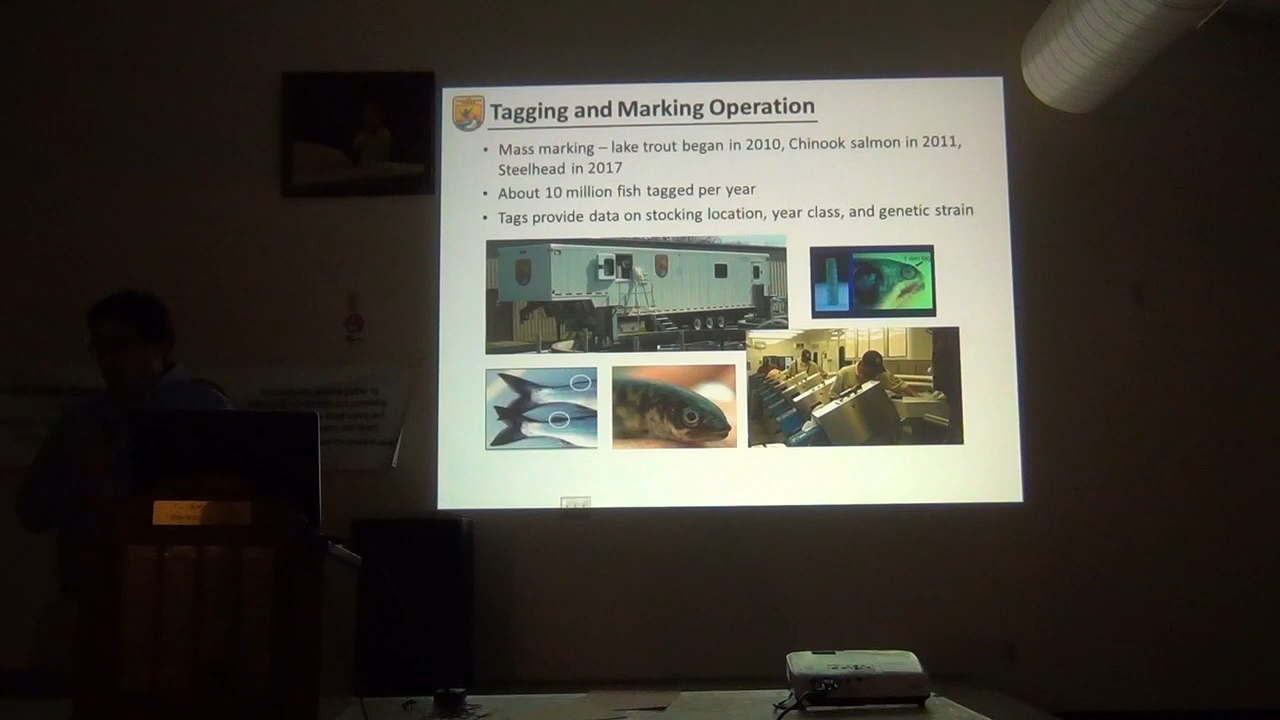 Tagging and Marking Operation
• Mass marking – lake trout began in 2010, Chinook salmon in 2011,
Steelhead in 2017
• About 10 million fish tagged per year
• Tags provide data on stocking location, year class, and genetic strain